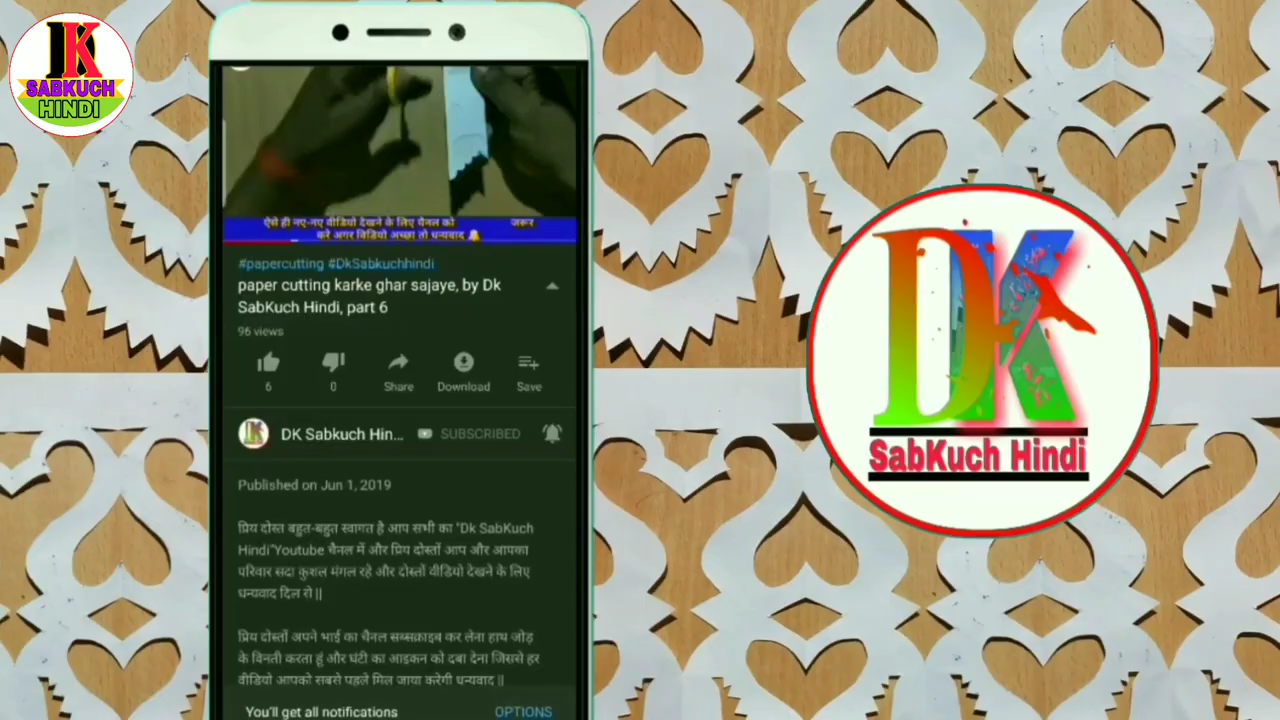 DK
SABKUCH
HINDI
ऐसे ही नए-नए वीडियो देखने के लिए चैनल को जरूर
करे अगर विडियो अच्छा तो धन्यवाद
#papercutting #DkSabkuchhindi
paper cutting karke ghar sajaye, by Dk
SabKuch Hindi, part 6
96 views
6 0 Share Download Save
DK Sabkuch Hin... SUBSCRIBED
Published on Jun 1, 2019
प्रिय दोस्त बहुत-बहुत स्वागत है आप सभी का "Dk SabKuch
Hindi"Youtube चैनल में और प्रिय दोस्तों आप और आपका
परिवार सदा कुशल मंगल रहे और दोस्तों वीडियो देखने के लिए
धन्यवाद दिल से ||
प्रिय दोस्तों अपने भाई का चैनल सब्सक्राइब कर लेना हाथ जोड़
के विनती करता हूं और घंटी का आइकन को दबा देना जिससे हर
वीडियो आपको सबसे पहले मिल जाया करेगी धन्यवाद ||
You'll get all notifications OPTIONS
DK
SabKuch Hindi